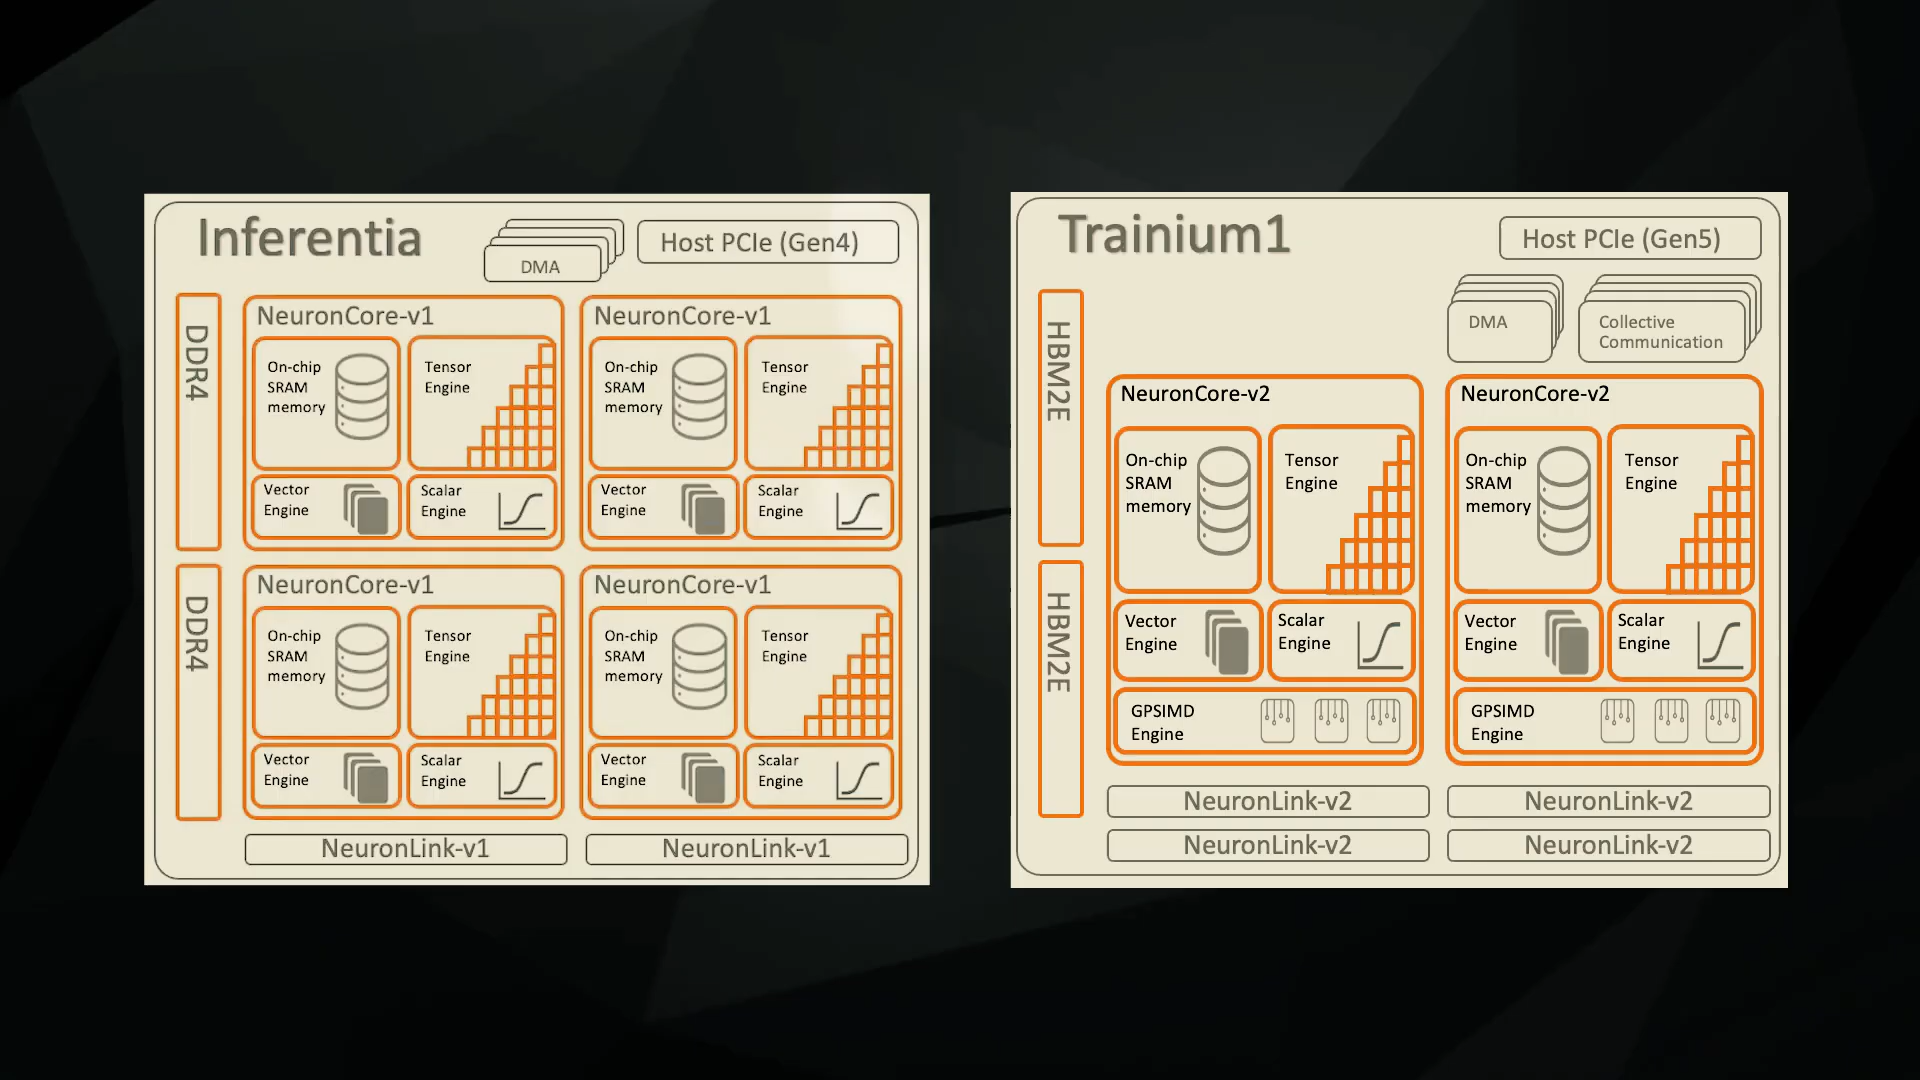 Inferentia
DMA
Host PCIe (Gen4)
DDR4
NeuronCore-v1
On-chip
SRAM
memory
Tensor
Engine
Vector
Engine
Scalar
Engine
NeuronCore-v1
On-chip
SRAM
memory
Tensor
Engine
Vector
Engine
Scalar
Engine
DDR4
NeuronCore-v1
On-chip
SRAM
memory
Tensor
Engine
Vector
Engine
Scalar
Engine
NeuronCore-v1
On-chip
SRAM
memory
Tensor
Engine
Vector
Engine
Scalar
Engine
NeuronLink-v1
NeuronLink-v1
Trainium1
Host PCIe (Gen5)
DMA
Collective
Communication
HBM2E
HBM2E
NeuronCore-v2
On-chip
SRAM
memory
Tensor
Engine
Vector
Engine
Scalar
Engine
GPSIMD
Engine
NeuronCore-v2
On-chip
SRAM
memory
Tensor
Engine
Vector
Engine
Scalar
Engine
GPSIMD
Engine
NeuronLink-v2
NeuronLink-v2
NeuronLink-v2
NeuronLink-v2